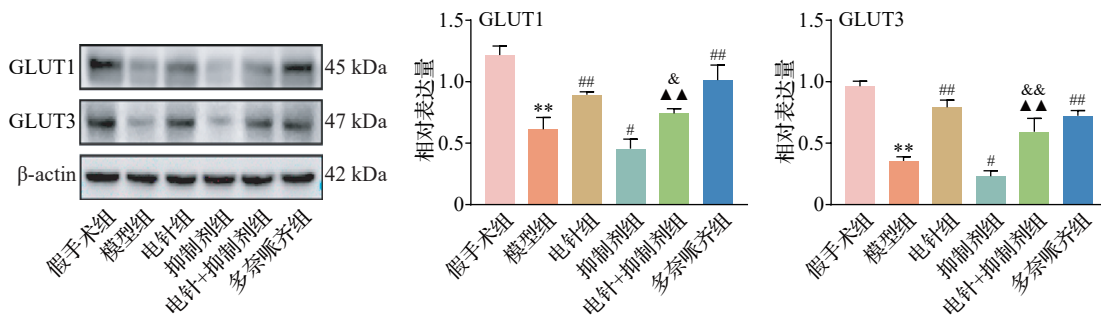 GLUT1
45 kDa
GLUT3
47 kDa
β-actin
42 kDa
假手术组
模型组
电针组
抑制剂组
电针+抑制剂组
多奈哌齐组
GLUT1
相对表达量
1.5
1.0
0.5
0
**
##
#
&
▲▲
##
假手术组
模型组
电针组
抑制剂组
电针+抑制剂组
多奈哌齐组
GLUT3
相对表达量
1.5
1.0
0.5
0
**
##
#
&&
▲▲
##
假手术组
模型组
电针组
抑制剂组
电针+抑制剂组
多奈哌齐组